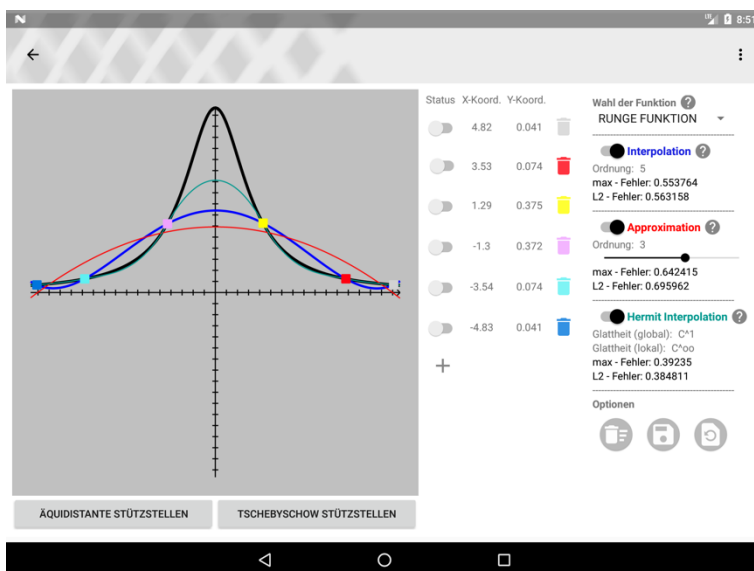 LTE 8:51
Status X-Koord. Y-Koord.
4.82 0.041
3.53 0.074
1.29 0.375
-1.3 0.372
-3.54 0.074
-4.83 0.041
+
Wahl der Funktion ?
RUNGE FUNKTION
Interpolation ?
Ordnung: 5
max - Fehler: 0.553764
L2 - Fehler: 0.563158
Approximation ?
Ordnung: 3
max - Fehler: 0.642415
L2 - Fehler: 0.695962
Hermit Interpolation ?
Glattheit (global): C^1
Glattheit (lokal): C^oo
max - Fehler: 0.39235
L2 - Fehler: 0.384811
Optionen
ÄQUIDISTANTE STÜTZSTELLEN
TSCHEBYSCHOW STÜTZSTELLEN